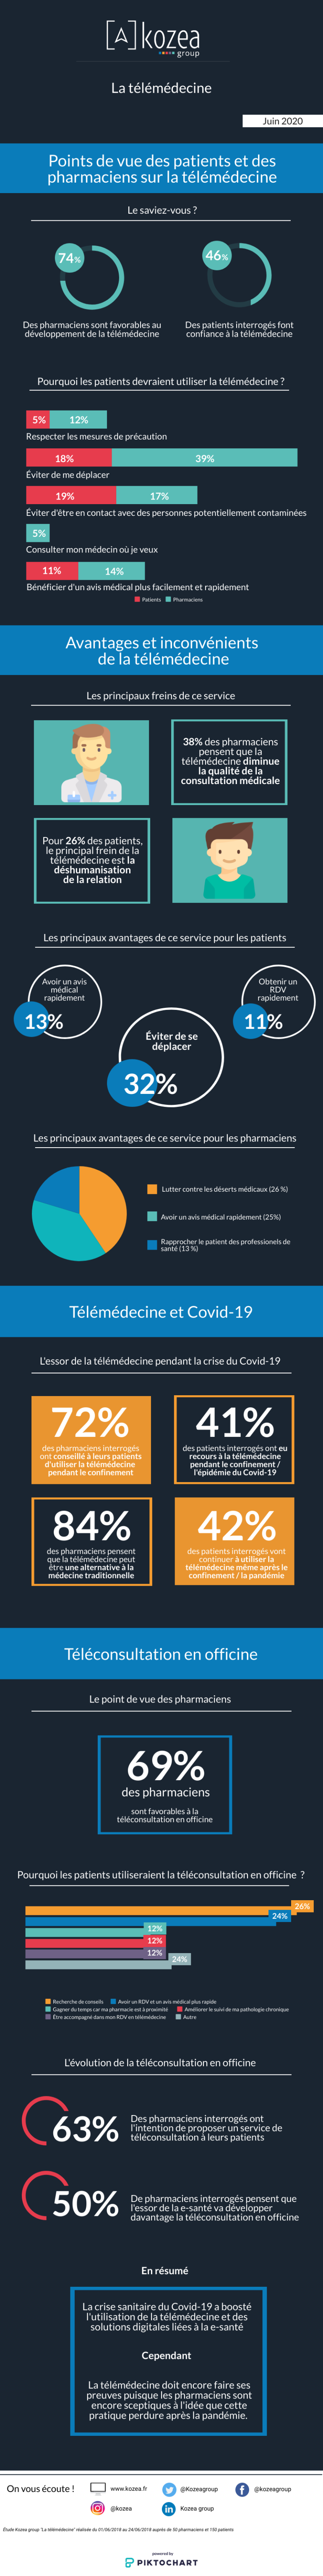 [A] kozea
group
La télémédecine
Juin 2020
Points de vue des patients et des
pharmaciens sur la télémédecine
Le saviez-vous ?
74%
46%
Des pharmaciens sont favorables au
développement de la télémédecine
Des patients interrogés font
confiance à la télémédecine
Pourquoi les patients devraient utiliser la télémédecine ?
5% 12%
Respecter les mesures de précaution
18% 39%
Éviter de me déplacer
19% 17%
Éviter d'être en contact avec des personnes potentiellement contaminées
5%
Consulter mon médecin où je veux
11% 14%
Bénéficier d'un avis médical plus facilement et rapidement
Patients Pharmaciens
Avantages et inconvénients
de la télémédecine
Les principaux freins de ce service
38% des pharmaciens
pensent que la
télémédecine diminue
la qualité de la
consultation médicale
Pour 26% des patients,
le principal frein de la
télémédecine est la
déshumanisation
de la relation
Les principaux avantages de ce service pour les patients
Avoir un avis
médical
rapidement
13%
Éviter de se
déplacer
32%
Obtenir un
RDV
rapidement
11%
Les principaux avantages de ce service pour les pharmaciens
Lutter contre les déserts médicaux (26 %)
Avoir un avis médical rapidement (25%)
Rapprocher le patient des professionels de
santé (13 %)
Télémédecine et Covid-19
L'essor de la télémédecine pendant la crise du Covid-19
72%
des pharmaciens interrogés
ont conseillé à leurs patients
d'utiliser la télémédecine
pendant le confinement
41%
des patients interrogés ont eu
recours à la télémédecine
pendant le confinement /
l'épidémie du Covid-19
84%
des pharmaciens pensent
que la télémédecine peut
être une alternative à la
médecine traditionnelle
42%
des patients interrogés vont
continuer à utiliser la
télémédecine même après le
confinement / la pandémie
Téléconsultation en officine
Le point de vue des pharmaciens
69%
des pharmaciens
sont favorables à la
téléconsultation en officine
Pourquoi les patients utiliseraient la téléconsultation en officine ?
26%
24%
12%
12%
12%
24%
Recherche de conseils Avoir un RDV et un avis médical plus rapide
Gagner du temps car ma pharmacie est à proximité Améliorer le suivi de ma pathologie chronique
Être accompagné dans mon RDV en télémédecine Autre
L'évolution de la téléconsultation en officine
63%
Des pharmaciens interrogés ont
l'intention de proposer un service de
téléconsultation à leurs patients
50%
De pharmaciens interrogés pensent que
l'essor de la e-santé va développer
davantage la téléconsultation en officine
En résumé
La crise sanitaire du Covid-19 a boosté
l'utilisation de la télémédecine et des
solutions digitales liées à la e-santé
Cependant
La télémédecine doit encore faire ses
preuves puisque les pharmaciens sont
encore sceptiques à l'idée que cette
pratique perdure après la pandémie.
On vous écoute !
www.kozea.fr
@Kozeagroup
@kozeagroup
@kozea
Kozea group
Étude Kozea group "La télémédecine" réalisée du 01/06/2018 au 24/06/2018 auprès de 50 pharmaciens et 150 patients
powered by
PIKTOCHART